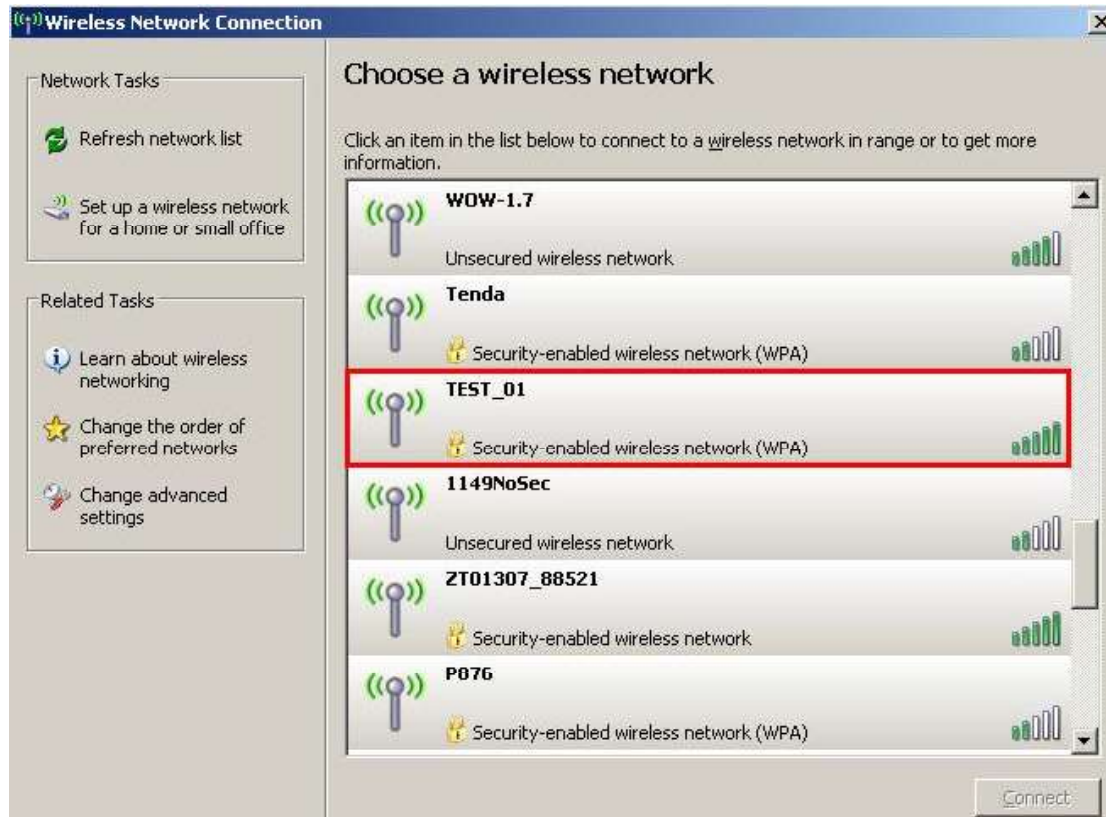 Wireless Network Connection
Network Tasks
Refresh network list
Set up a wireless network
for a home or small office
Related Tasks
Learn about wireless
networking
Change the order of
preferred networks
Change advanced
settings
Choose a wireless network
Click an item in the list below to connect to a wireless network in range or to get more
information.
WOW-1.7
Unsecured wireless network
Tenda
Security-enabled wireless network (WPA)
TEST_01
Security-enabled wireless network (WPA)
1149NoSec
Unsecured wireless network
ZT01307_88521
Security-enabled wireless network
P876
Security-enabled wireless network (WPA)
Connect